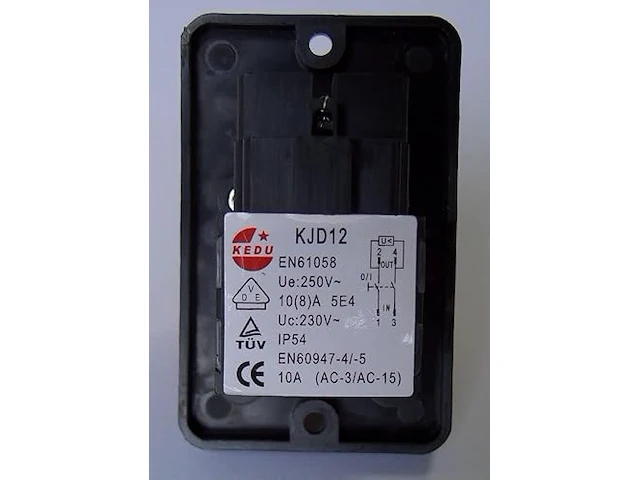 KEDU
KJD12
EN61058
Ue:250V~
10(8)A 5E4
Uc:230V~
IP54
EN60947-4/-5
10A (AC-3/AC-15)
V
D E
TÜV
CE
U<
2 4
OUT
0/I
IN
1 3